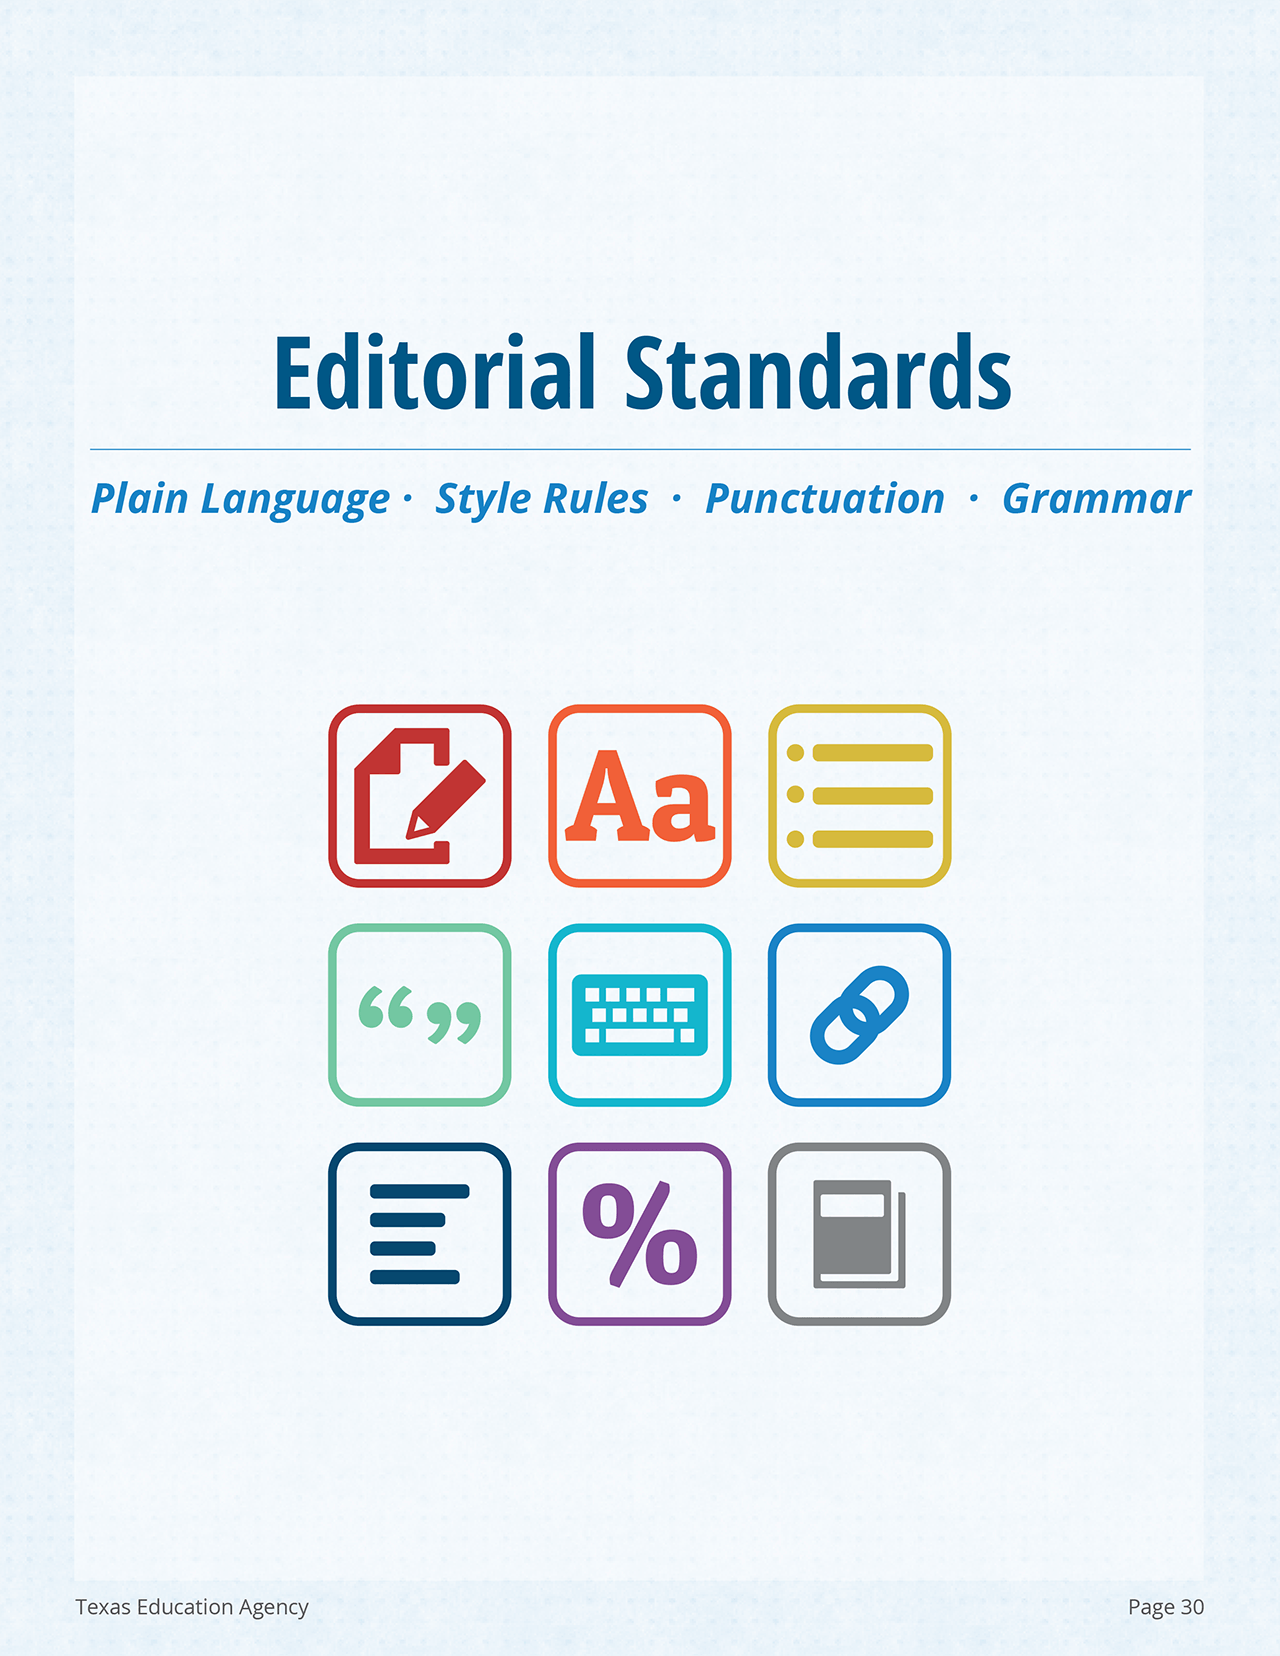 Editorial Standards
Plain Language · Style Rules · Punctuation · Grammar
Aa
“ ”
%
Texas Education Agency Page 30